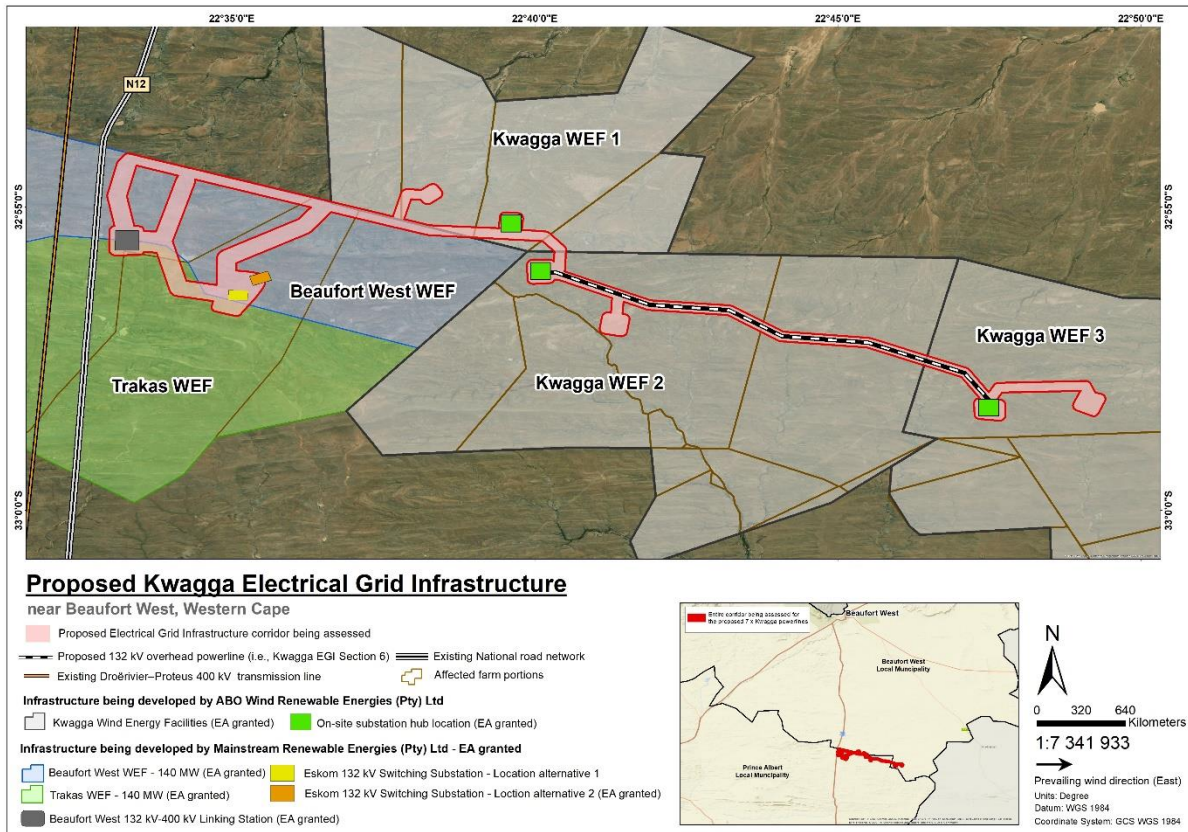 22°35'0"E
22°40'0"E
22°45'0"E
22°50'0"E
N12
Kwagga WEF 1
32°55'0"S
32°55'0"S
Beaufort West WEF
Kwagga WEF 3
Trakas WEF
Kwagga WEF 2
33°0'0"S
33°0'0"S
Proposed Kwagga Electrical Grid Infrastructure
near Beaufort West, Western Cape
Proposed Electrical Grid Infrastructure corridor being assessed
Proposed 132 kV overhead powerline (i.e., Kwagga EGI Section 6)
Existing National road network
Existing Droërivier–Proteus 400 kV transmission line
Affected farm portions
Infrastructure being developed by ABO Wind Renewable Energies (Pty) Ltd
Kwagga Wind Energy Facilities (EA granted)
On-site substation hub location (EA granted)
Infrastructure being developed by Mainstream Renewable Energies (Pty) Ltd - EA granted
Beaufort West WEF - 140 MW (EA granted)
Eskom 132 kV Switching Substation - Location alternative 1
Trakas WEF - 140 MW (EA granted)
Eskom 132 kV Switching Substation - Loction alternative 2 (EA granted)
Beaufort West 132 kV-400 kV Linking Station (EA granted)
Entire corridor being assessed for
the proposed 7 x Kwagga powerlines
Beaufort West
Beaufort West
Local Municipality
Prince Albert
Local Muncipality
N
0 320 640
Kilometers
1:7 341 933
Prevailing wind direction (East)
Units: Degree
Datum: WGS 1984
Coordinate System: GCS WGS 1984